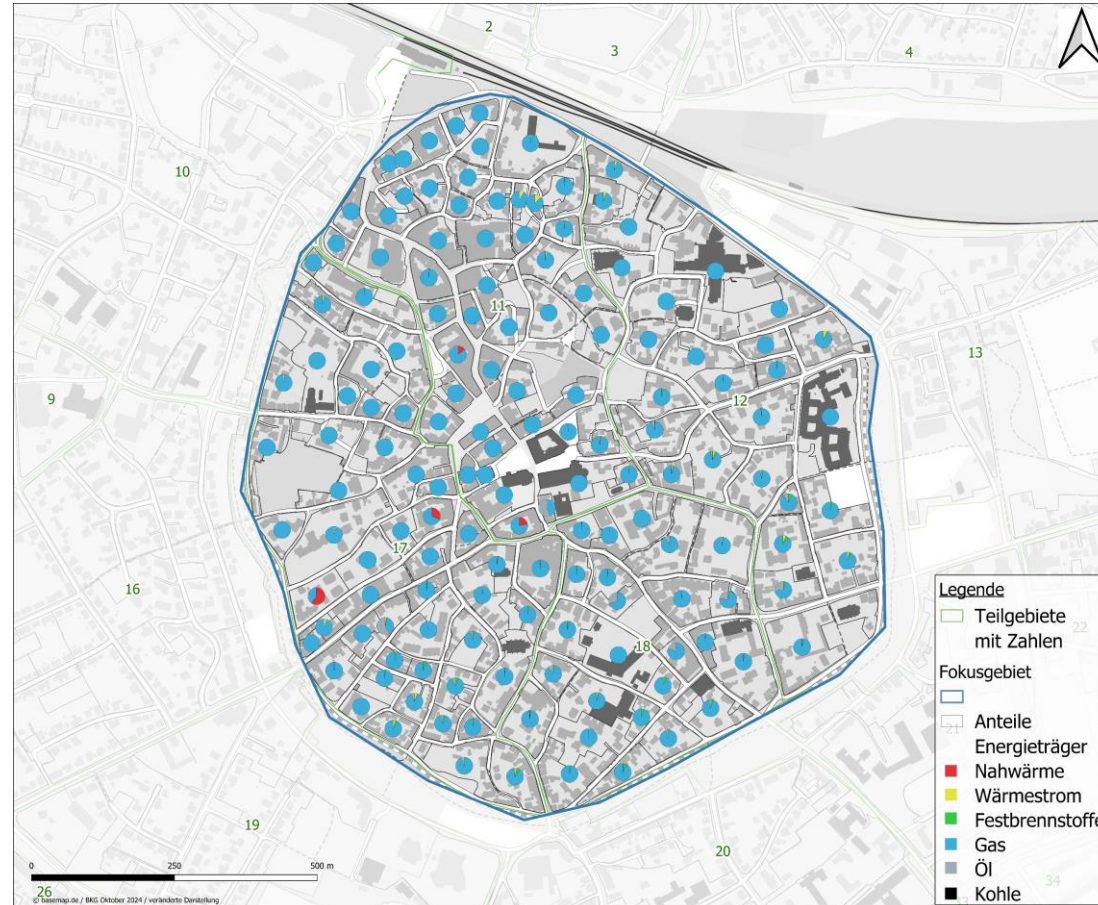 2
3
4
10
11
9
12
13
16
17
18
19
20
26
Legende
Teilgebiete
mit Zahlen
22
Fokusgebiet
Anteile
21
Energieträger
Nahwärme
Wärmestrom
Festbrennstoffe
Gas
Öl
34
Kohle
0
250
500 m
© basemap.de / BKG Oktober 2024 / veränderte Darstellung